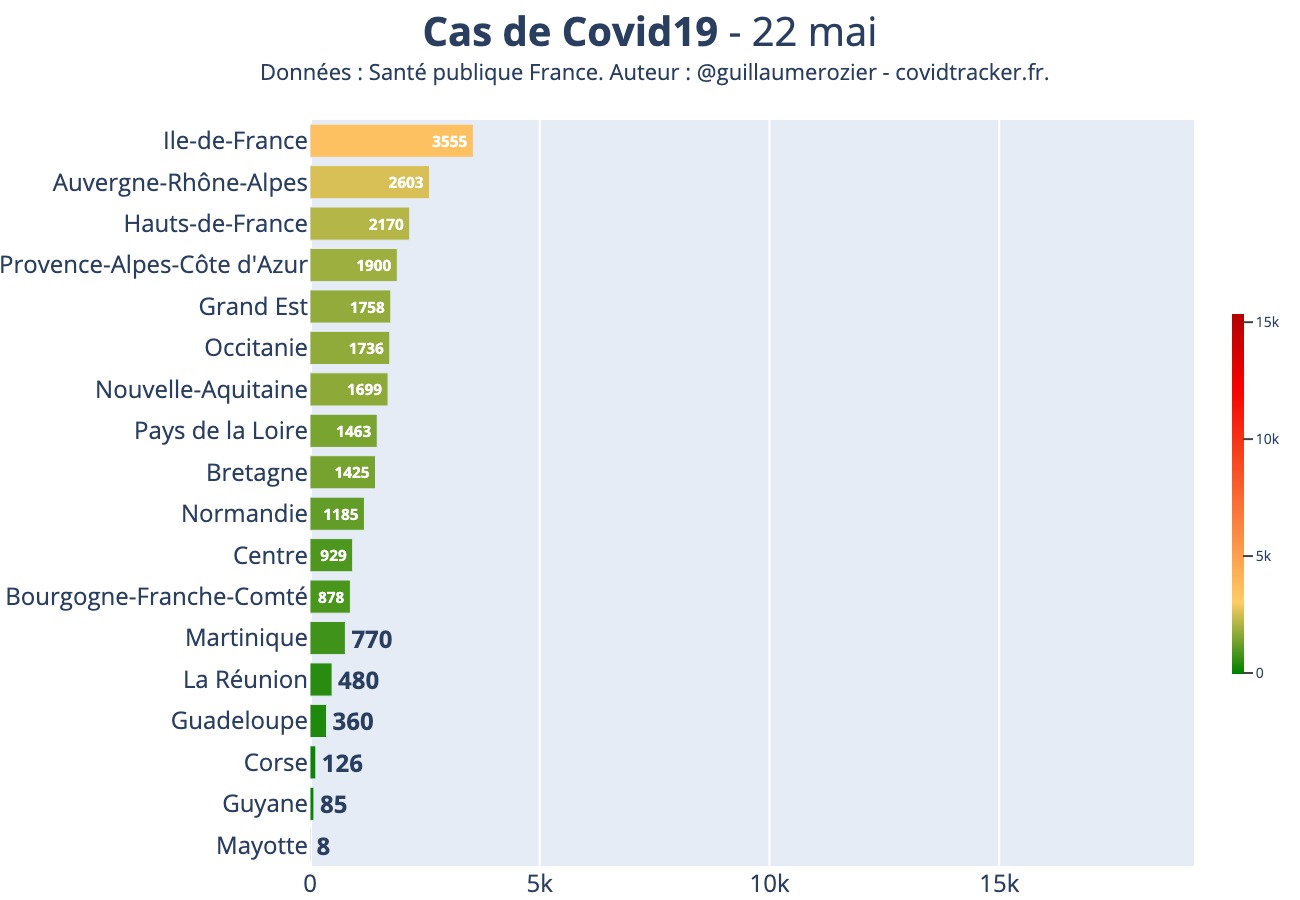 Cas de Covid19 - 22 mai
Données : Santé publique France. Auteur : @guillaumerozier - covidtracker.fr.
Ile-de-France 3555
Auvergne-Rhône-Alpes 2603
Hauts-de-France 2170
Provence-Alpes-Côte d'Azur 1900
Grand Est 1758
Occitanie 1736
Nouvelle-Aquitaine 1699
Pays de la Loire 1463
Bretagne 1425
Normandie 1185
Centre 929
Bourgogne-Franche-Comté 878
Martinique 770
La Réunion 480
Guadeloupe 360
Corse 126
Guyane 85
Mayotte 8
0 5k 10k 15k
15k
10k
5k
0